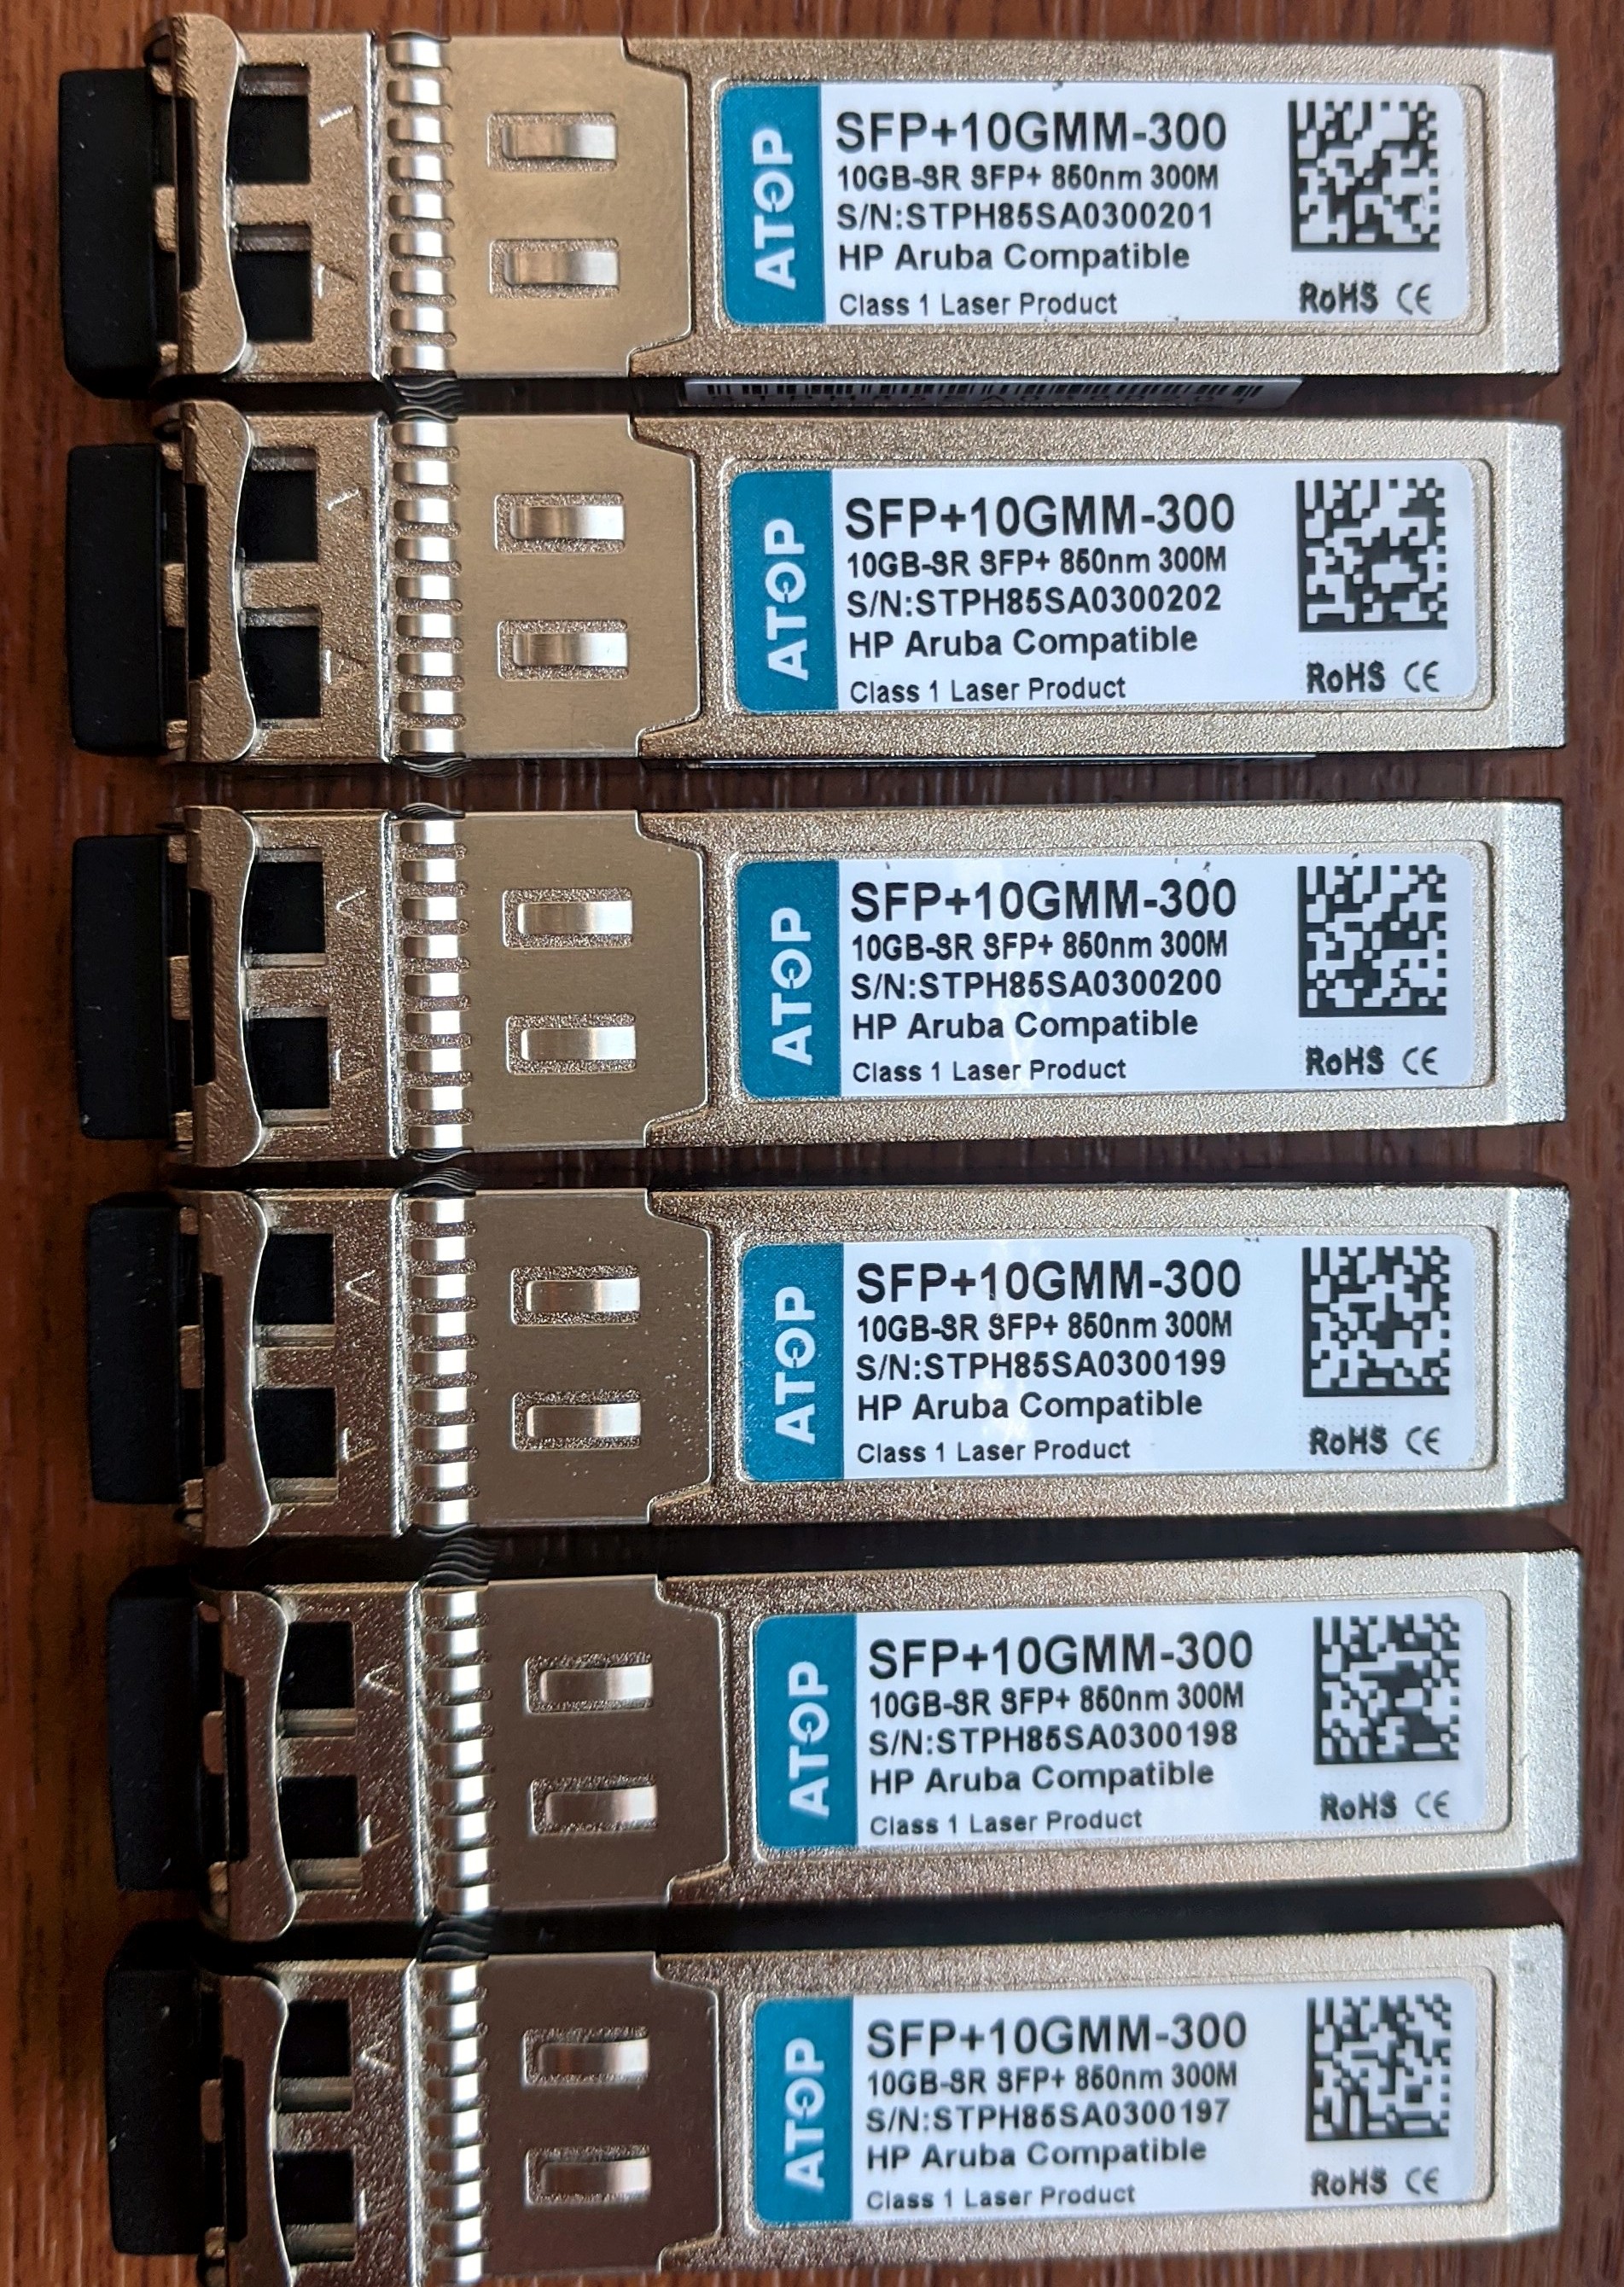 ATOP
SFP+10GMM-300
10GB-SR SFP+ 850nm 300M
S/N:STPH85SA0300201
HP Aruba Compatible
Class 1 Laser Product
RoHS CE
ATOP
SFP+10GMM-300
10GB-SR SFP+ 850nm 300M
S/N:STPH85SA0300202
HP Aruba Compatible
Class 1 Laser Product
RoHS CE
ATOP
SFP+10GMM-300
10GB-SR SFP+ 850nm 300M
S/N:STPH85SA0300200
HP Aruba Compatible
Class 1 Laser Product
RoHS CE
ATOP
SFP+10GMM-300
10GB-SR SFP+ 850nm 300M
S/N:STPH85SA0300199
HP Aruba Compatible
Class 1 Laser Product
RoHS CE
ATOP
SFP+10GMM-300
10GB-SR SFP+ 850nm 300M
S/N:STPH85SA0300198
HP Aruba Compatible
Class 1 Laser Product
RoHS CE
ATOP
SFP+10GMM-300
10GB-SR SFP+ 850nm 300M
S/N:STPH85SA0300197
HP Aruba Compatible
Class 1 Laser Product
RoHS CE